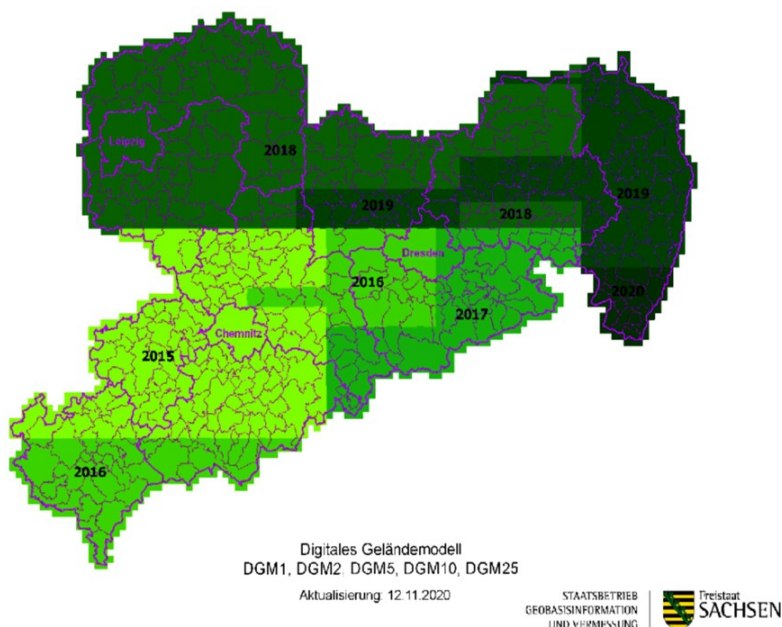 Leipzig
2018
2019
2019
2018
Dresden
2016
2020
2017
Chemnitz
2015
2016
Digitales Geländemodell
DGM1, DGM2, DGM5, DGM10, DGM25
Aktualisierung: 12.11.2020
STAATSBETRIEB
GEOBASISINFORMATION
UND VERMESSUNG
Freistaat
SACHSEN